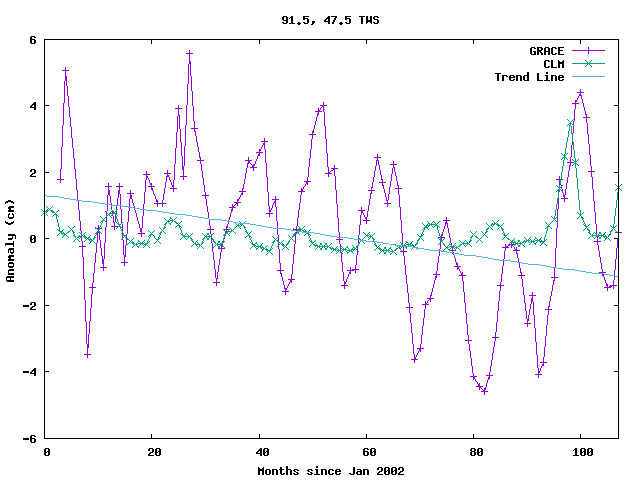 91.5, 47.5 TWS
GRACE
CLM
Trend Line
6
4
2
0
-2
-4
-6
Anomaly (cm)
0 20 40 60 80 100
Months since Jan 2002